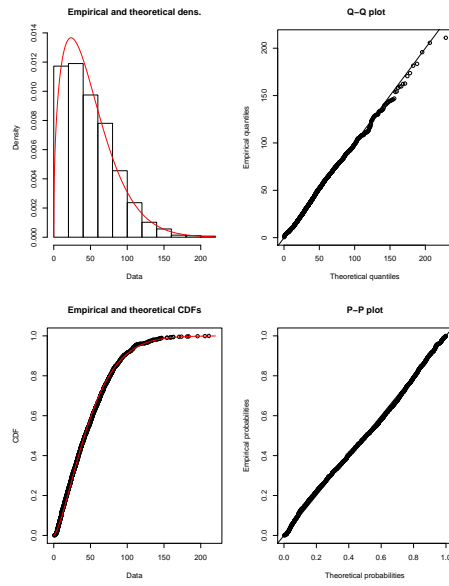 Empirical and theoretical dens.
Density
0.000 0.002 0.004 0.006 0.008 0.010 0.012 0.014
0 50 100 150 200
Data
Q−Q plot
Empirical quantiles
0 50 100 150 200
0 50 100 150 200
Theoretical quantiles
Empirical and theoretical CDFs
CDF
0.0 0.2 0.4 0.6 0.8 1.0
0 50 100 150 200
Data
P−P plot
Empirical probabilities
0.0 0.2 0.4 0.6 0.8 1.0
0.0 0.2 0.4 0.6 0.8 1.0
Theoretical probabilities